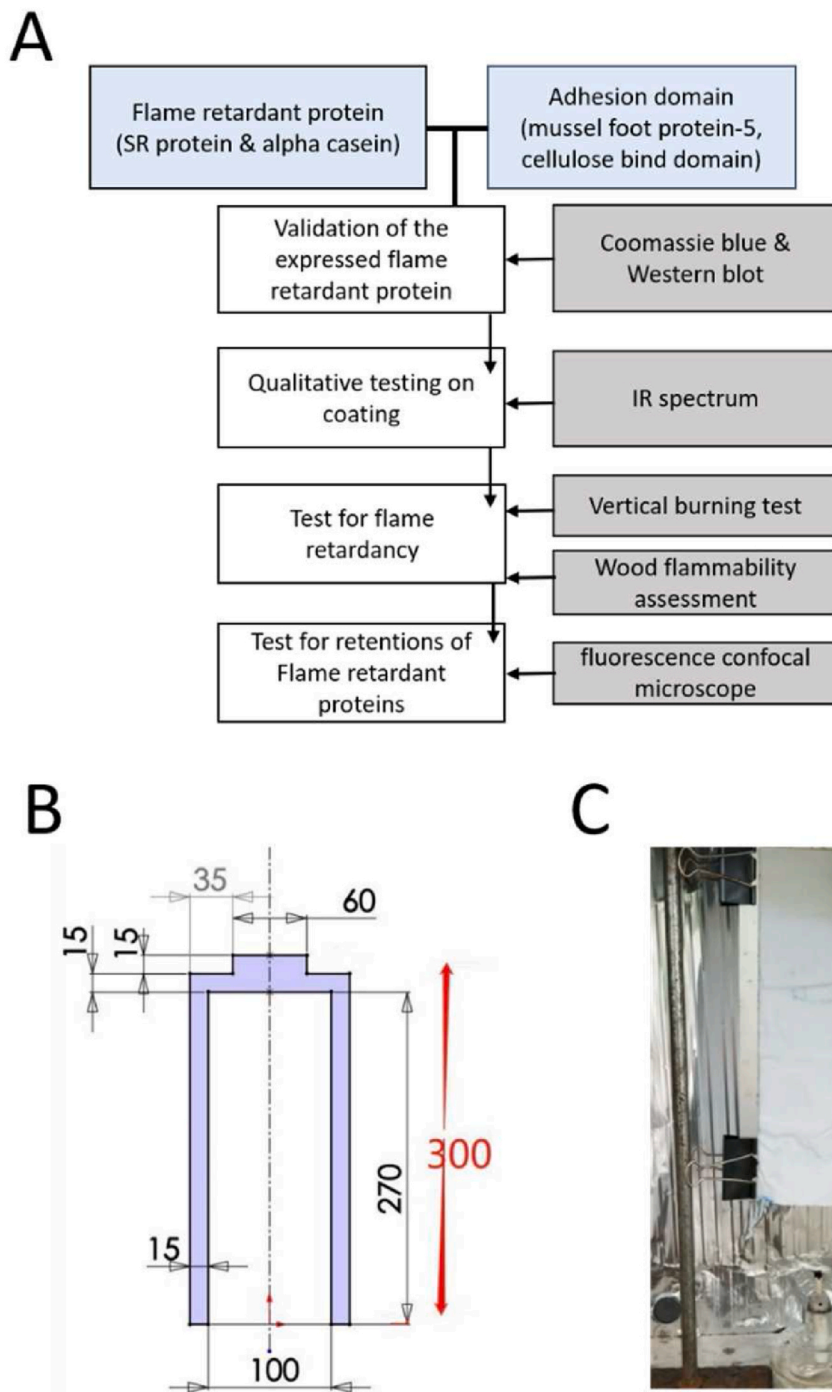 A
Flame retardant protein
(SR protein & alpha casein)
Adhesion domain
(mussel foot protein-5,
cellulose bind domain)
Validation of the
expressed flame
retardant protein
Coomassie blue &
Western blot
Qualitative testing on
coating
IR spectrum
Test for flame
retardancy
Vertical burning test
Wood flammability
assessment
Test for retentions of
Flame retardant
proteins
fluorescence confocal
microscope
B
C
35
60
15
15
300
270
15
100